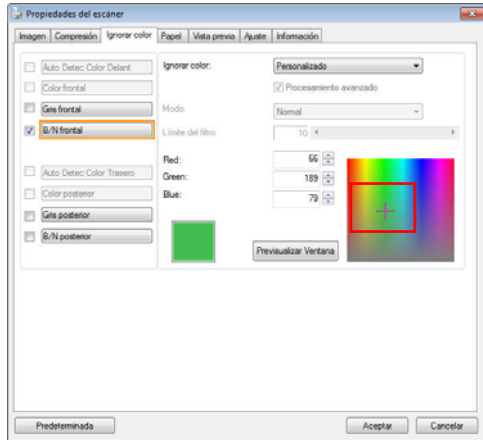 Propiedades del escáner
Imagen Compresión Ignorar color Papel Vista previa Ajuste Información
Auto Detec Color Delant
Color frontal
Gris frontal
B/N frontal
Auto Detec Color Trasero
Color posterior
Gris posterior
B/N posterior
Ignorar color: Personalizado
Procesamiento avanzado
Modo: Normal
Límite del filtro: 10
Red: 66
Green: 189
Blue: 79
Previsualizar Ventana
Predeterminada Aceptar Cancelar